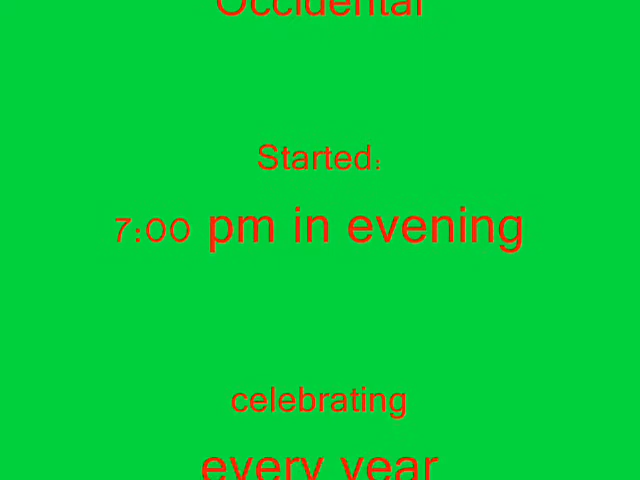 Occidental
Started:
7:00 pm in evening
celebrating
every year